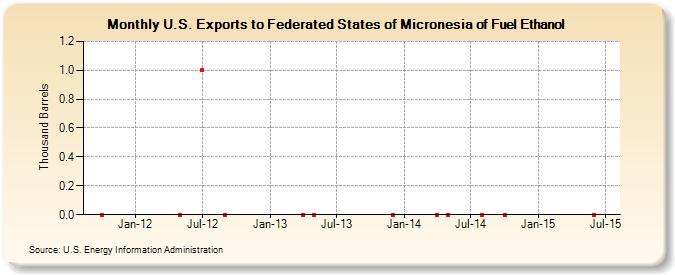 Monthly U.S. Exports to Federated States of Micronesia of Fuel Ethanol
Thousand Barrels
1.2
1.0
0.8
0.6
0.4
0.2
0.0
Jan-12 Jul-12 Jan-13 Jul-13 Jan-14 Jul-14 Jan-15 Jul-15
Source: U.S. Energy Information Administration